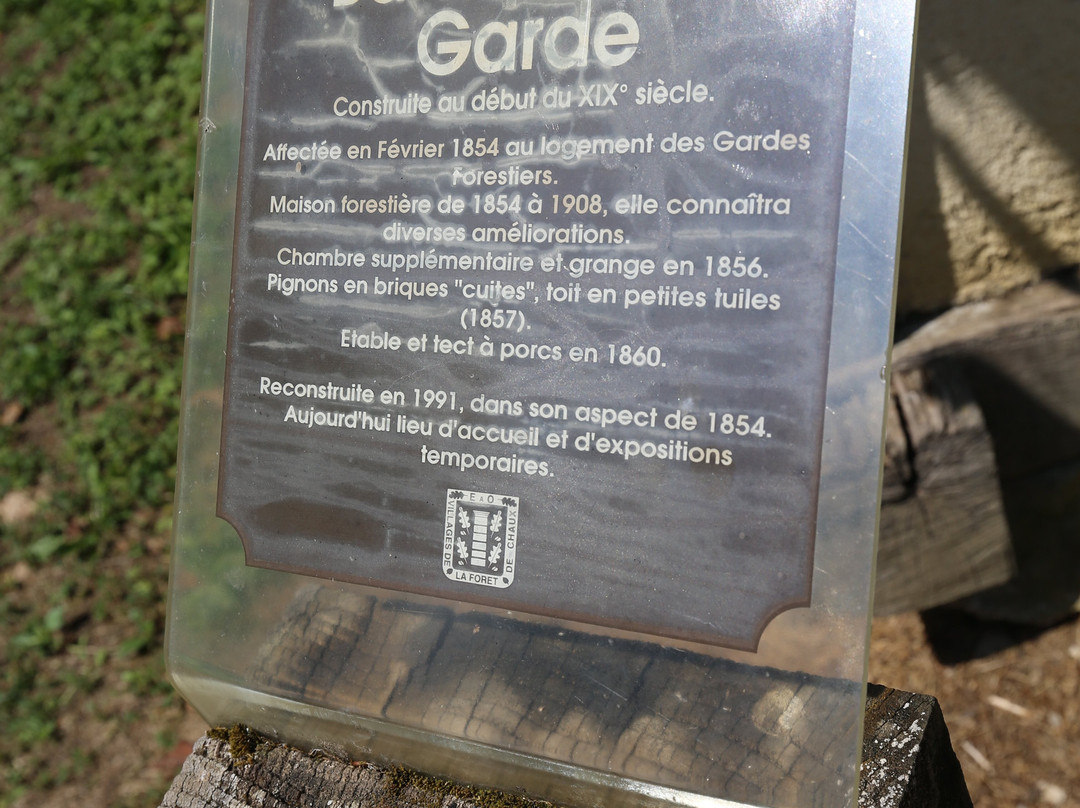 Garde
Construite au début du XIX° siècle.
Affectée en Février 1854 au logement des Gardes
forestiers.
Maison forestière de 1854 à 1908, elle connaîtra
diverses améliorations.
Chambre supplémentaire et grange en 1856.
Pignons en briques "cuites", toit en petites tuiles
(1857).
Etable et tect à porcs en 1860.
Reconstruite en 1991, dans son aspect de 1854.
Aujourd'hui lieu d'accueil et d'expositions
temporaires.
E & O
VILLAGES DE
LA FORET
DE CHAUX